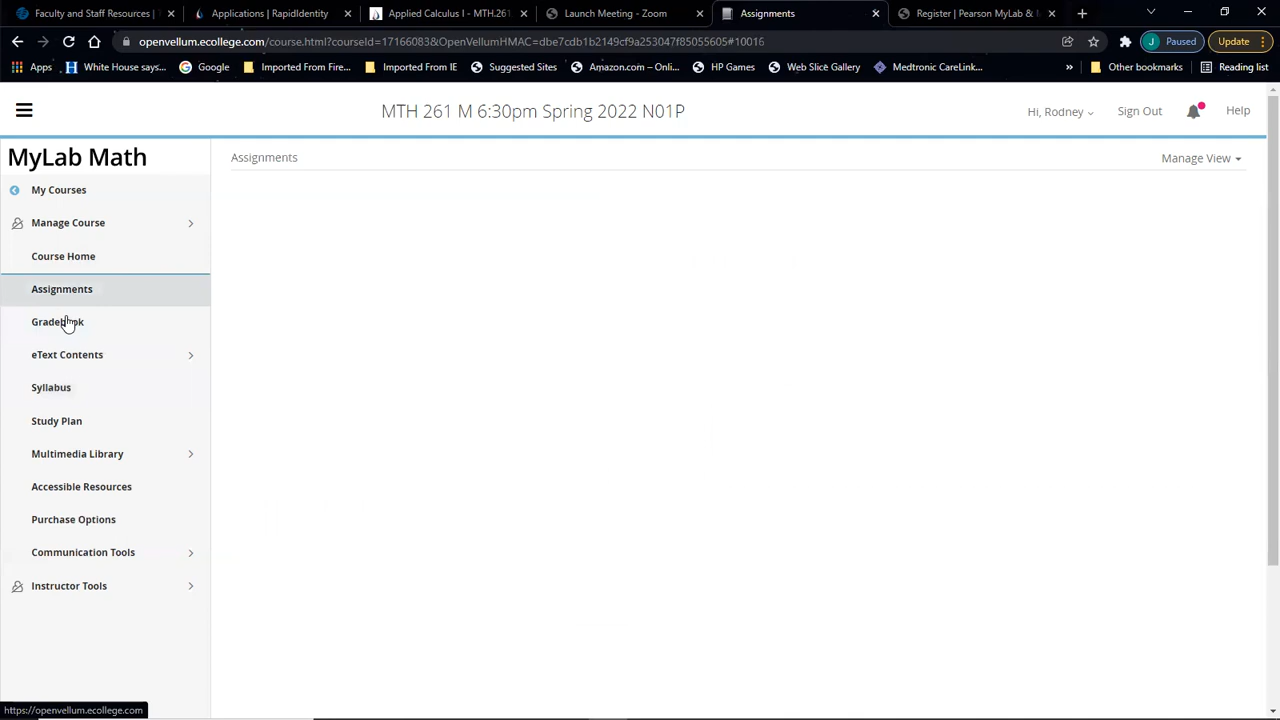 Faculty and Staff Resources |
Applications | RapidIdentity
Applied Calculus I - MTH.261
Launch Meeting - Zoom
Assignments
Register | Pearson MyLab &
openvellum.ecollege.com/course.html?courseId=17166083&OpenVellumHMAC=dbe7cdb1b2149cf9a253047f85055605#10016
J Paused
Update
Apps
White House says...
Google
Imported From Fire...
Imported From IE
Suggested Sites
Amazon.com – Onli...
HP Games
Web Slice Gallery
Medtronic CareLink...
»
Other bookmarks
Reading list
MTH 261 M 6:30pm Spring 2022 N01P
Hi, Rodney
Sign Out
Help
MyLab Math
Assignments
Manage View
My Courses
Manage Course
Course Home
Assignments
Gradebook
eText Contents
Syllabus
Study Plan
Multimedia Library
Accessible Resources
Purchase Options
Communication Tools
Instructor Tools
https://openvellum.ecollege.com